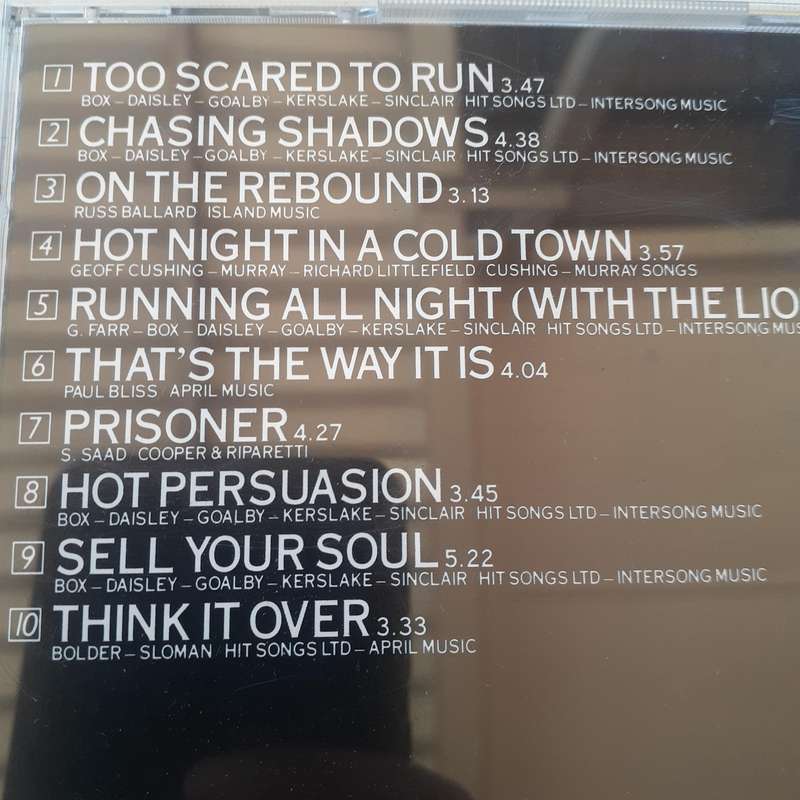 1 TOO SCARED TO RUN 3.47
BOX – DAISLEY – GOALBY – KERSLAKE – SINCLAIR HIT SONGS LTD – INTERSONG MUSIC
2 CHASING SHADOWS 4.38
BOX – DAISLEY – GOALBY – KERSLAKE – SINCLAIR HIT SONGS LTD – INTERSONG MUSIC
3 ON THE REBOUND 3.13
RUSS BALLARD ISLAND MUSIC
4 HOT NIGHT IN A COLD TOWN 3.57
GEOFF CUSHING – MURRAY – RICHARD LITTLEFIELD CUSHING – MURRAY SONGS
5 RUNNING ALL NIGHT (WITH THE LIO
G. FARR – BOX – DAISLEY – GOALBY – KERSLAKE – SINCLAIR HIT SONGS LTD – INTERSONG MUS
6 THAT'S THE WAY IT IS 4.04
PAUL BLISS APRIL MUSIC
7 PRISONER 4.27
S. SAAD COOPER & RIPARETTI
8 HOT PERSUASION 3.45
BOX – DAISLEY – GOALBY – KERSLAKE – SINCLAIR HIT SONGS LTD – INTERSONG MUSIC
9 SELL YOUR SOUL 5.22
BOX – DAISLEY – GOALBY – KERSLAKE – SINCLAIR HIT SONGS LTD – INTERSONG MUSIC
10 THINK IT OVER 3.33
BOLDER – SLOMAN HIT SONGS LTD – APRIL MUSIC